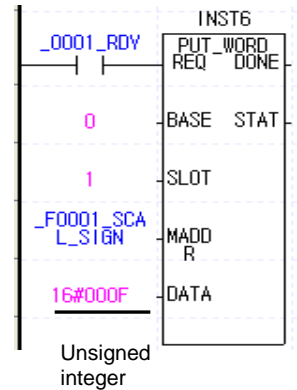 INST6
_0001_RDY
PUT_WORD
REQ DONE
0
BASE STAT
1
SLOT
_F0001_SCA
L_SIGN
MADD
R
16#000F
DATA
Unsigned
integer